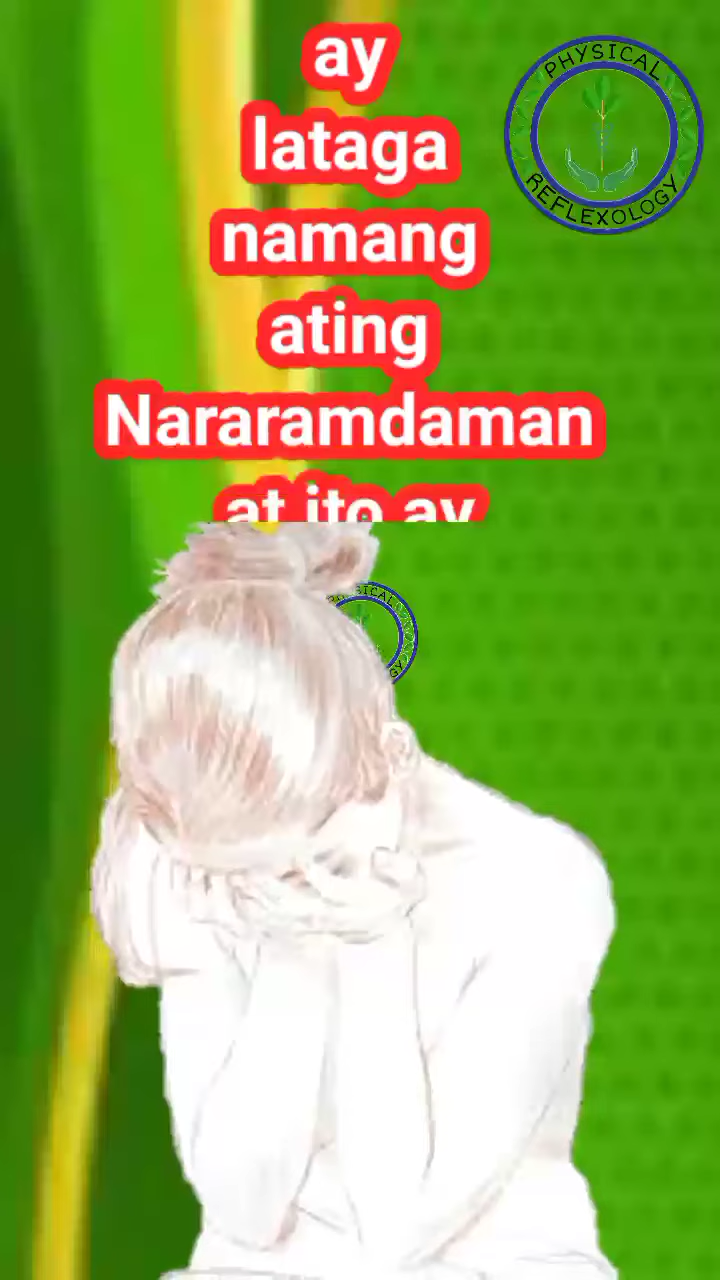 ay
lataga
namang
ating
Nararamdaman
at ito ay
PHYSICAL
REFLEXOLOGY